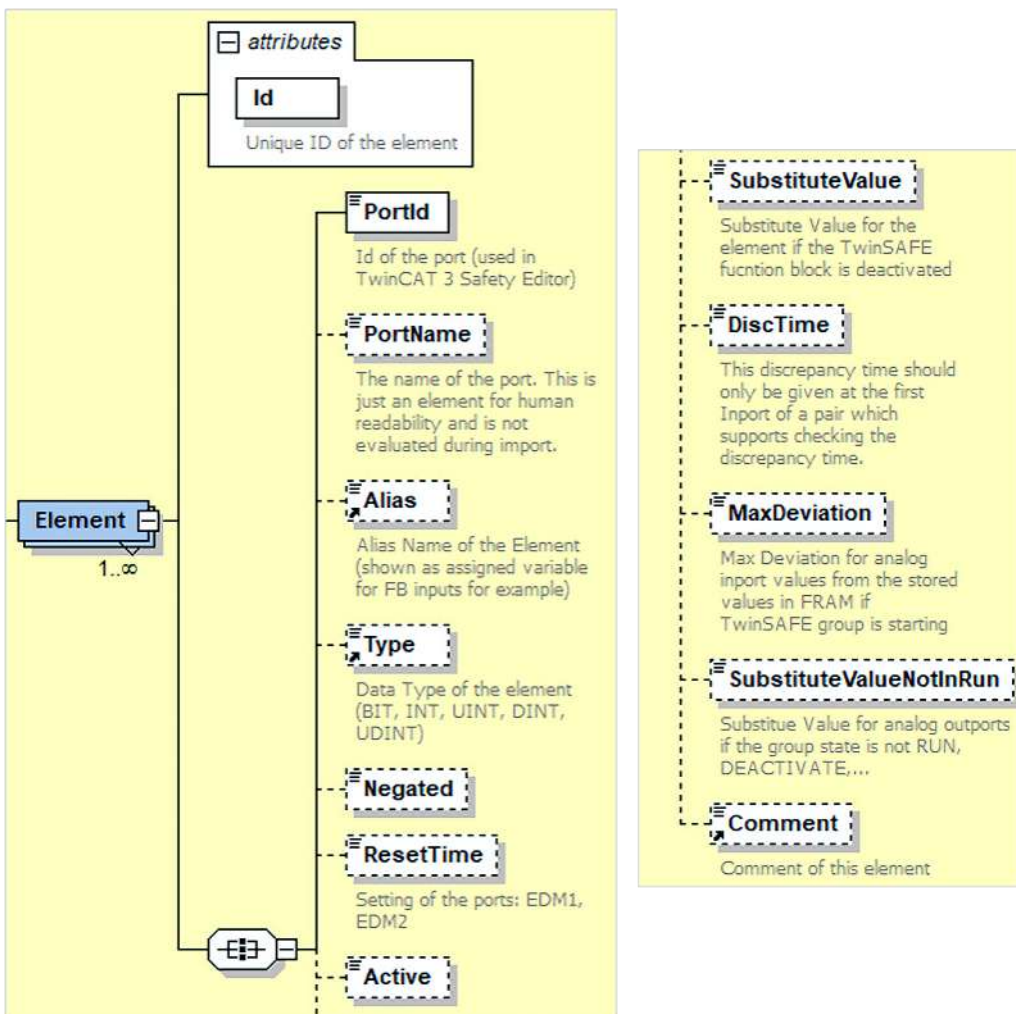 attributes
Id
Unique ID of the element
PortId
Id of the port (used in
TwinCAT 3 Safety Editor)
PortName
The name of the port. This is
just an element for human
readability and is not
evaluated during import.
Alias
Alias Name of the Element
(shown as assigned variable
for FB inputs for example)
Element
1..∞
Type
Data Type of the element
(BIT, INT, UINT, DINT,
UDINT)
Negated
ResetTime
Setting of the ports: EDM1,
EDM2
Active
SubstituteValue
Substitute Value for the
element if the TwinSAFE
fucntion block is deactivated
DiscTime
This discrepancy time should
only be given at the first
Inport of a pair which
supports checking the
discrepancy time.
MaxDeviation
Max Deviation for analog
inport values from the stored
values in FRAM if
TwinSAFE group is starting
SubstituteValueNotInRun
Substitue Value for analog outports
if the group state is not RUN,
DEACTIVATE,...
Comment
Comment of this element